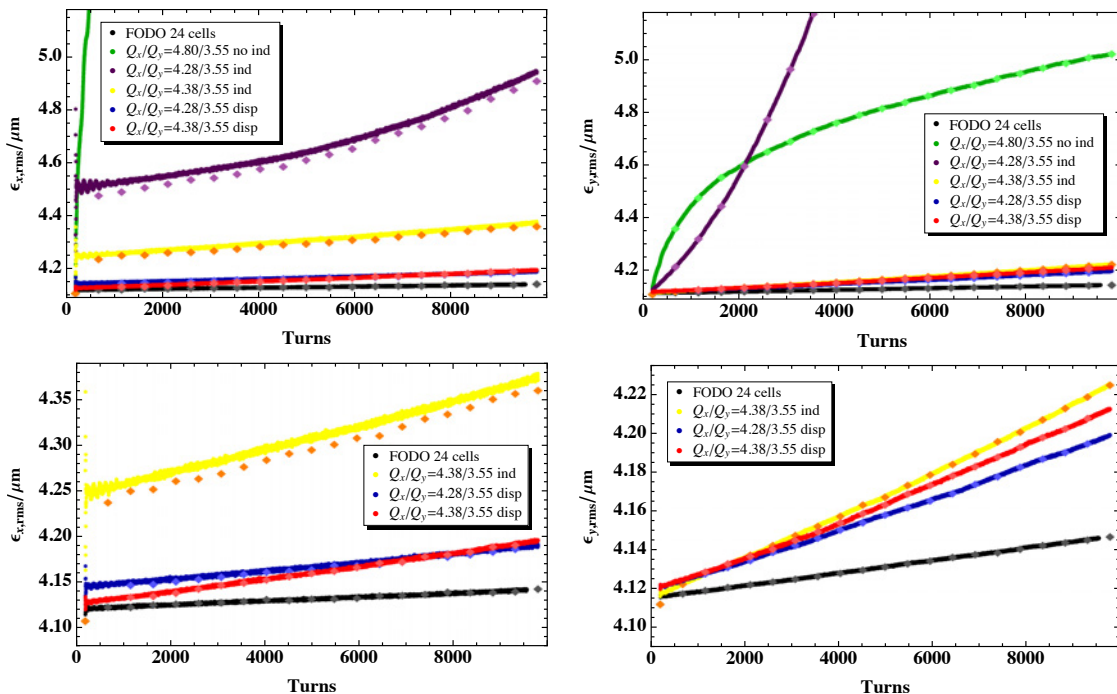 FODO 24 cells
Qx/Qy=4.80/3.55 no ind
Qx/Qy=4.28/3.55 ind
Qx/Qy=4.38/3.55 ind
Qx/Qy=4.28/3.55 disp
Qx/Qy=4.38/3.55 disp
ϵx,rms/μm
5.0
4.8
4.6
4.4
4.2
0 2000 4000 6000 8000
Turns
FODO 24 cells
Qx/Qy=4.80/3.55 no ind
Qx/Qy=4.28/3.55 ind
Qx/Qy=4.38/3.55 ind
Qx/Qy=4.28/3.55 disp
Qx/Qy=4.38/3.55 disp
ϵy,rms/μm
5.0
4.8
4.6
4.4
4.2
0 2000 4000 6000 8000
Turns
FODO 24 cells
Qx/Qy=4.38/3.55 ind
Qx/Qy=4.28/3.55 disp
Qx/Qy=4.38/3.55 disp
ϵx,rms/μm
4.35
4.30
4.25
4.20
4.15
4.10
0 2000 4000 6000 8000
Turns
FODO 24 cells
Qx/Qy=4.38/3.55 ind
Qx/Qy=4.28/3.55 disp
Qx/Qy=4.38/3.55 disp
ϵy,rms/μm
4.22
4.20
4.18
4.16
4.14
4.12
4.10
0 2000 4000 6000 8000
Turns